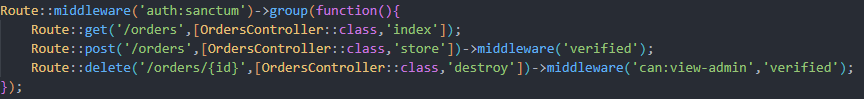 Route::middleware('auth:sanctum')->group(function(){
    Route::get('/orders',[OrdersController::class,'index']);
    Route::post('/orders',[OrdersController::class,'store'])->middleware('verified');
    Route::delete('/orders/{id}',[OrdersController::class,'destroy'])->middleware('can:view-admin','verified');
});